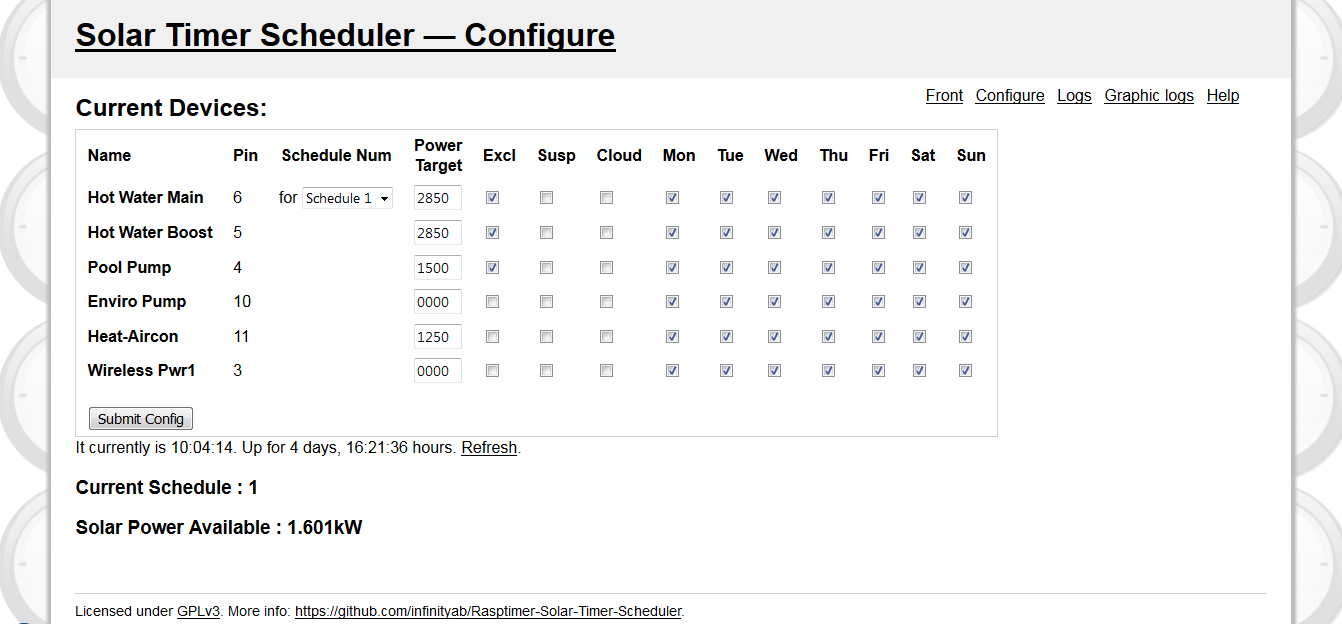 Solar Timer Scheduler — Configure
Front Configure Logs Graphic logs Help
Current Devices:
Name Pin Schedule Num Power Target Excl Susp Cloud Mon Tue Wed Thu Fri Sat Sun
Hot Water Main 6 for Schedule 1 2850
Hot Water Boost 5 2850
Pool Pump 4 1500
Enviro Pump 10 0000
Heat-Aircon 11 1250
Wireless Pwr1 3 0000
Submit Config
It currently is 10:04:14. Up for 4 days, 16:21:36 hours. Refresh.
Current Schedule : 1
Solar Power Available : 1.601kW
Licensed under GPLv3. More info: https://github.com/infinityab/Rasptimer-Solar-Timer-Scheduler.